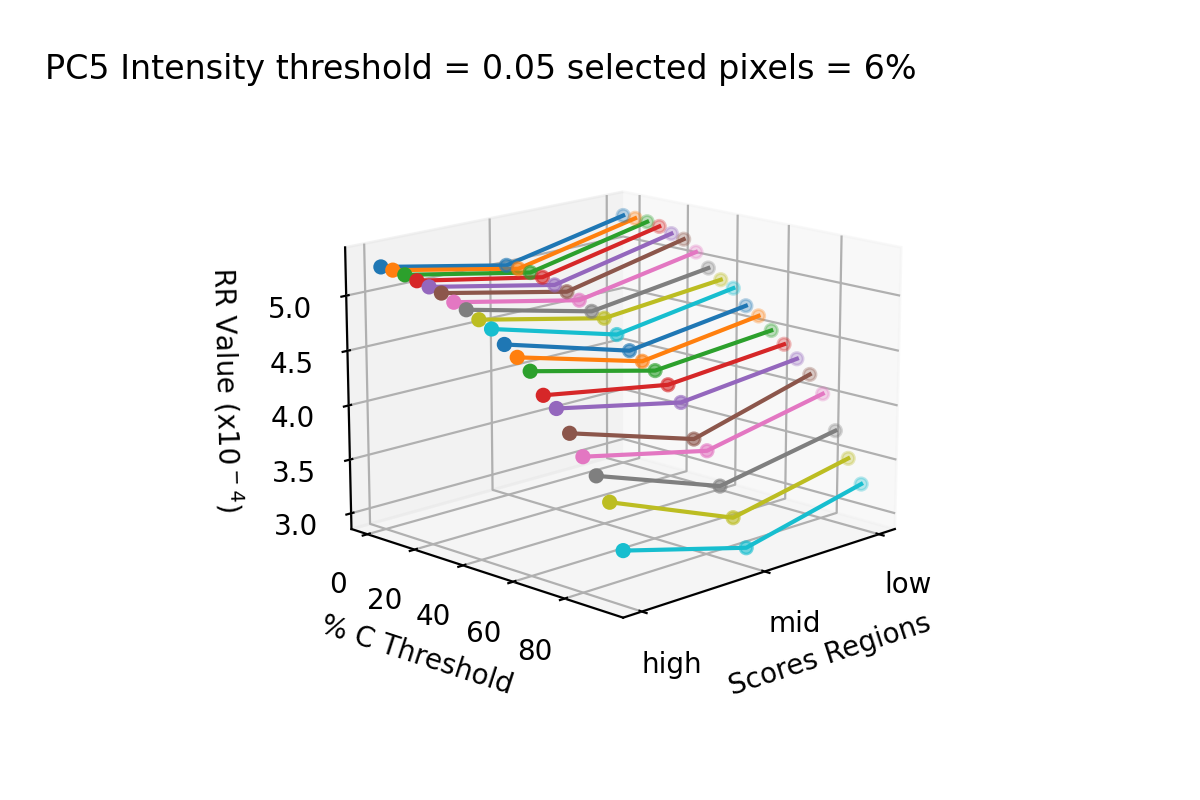 PC5 Intensity threshold = 0.05 selected pixels = 6%
RR Value (x10⁻⁴)
5.0
4.5
4.0
3.5
3.0
0
20
40
60
80
% C Threshold
high
mid
low
Scores Regions